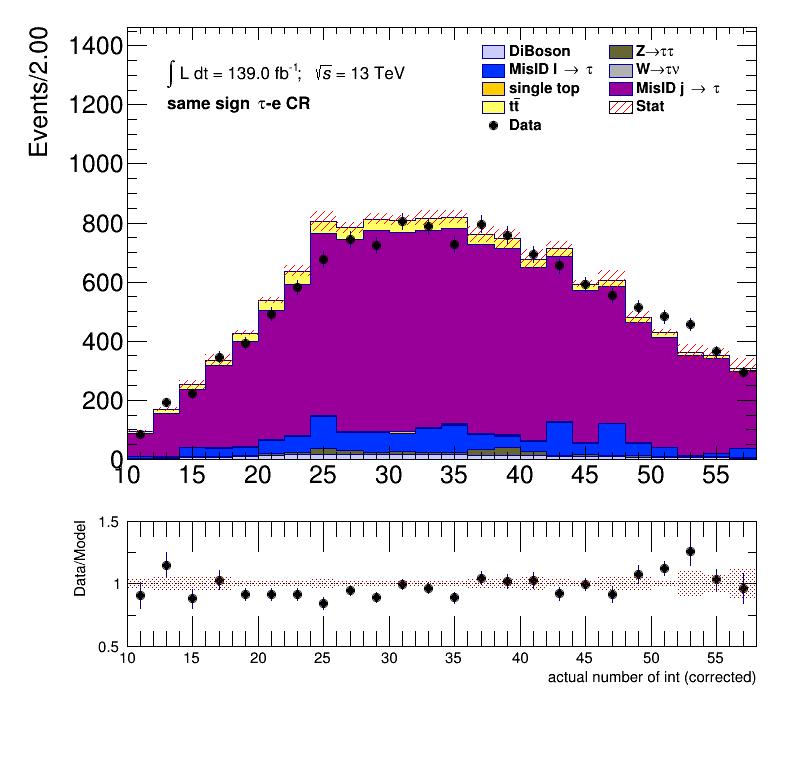 Events/2.00
1400
1200
1000
800
600
400
200
0
∫ L dt = 139.0 fb⁻¹; √s = 13 TeV
same sign τ-e CR
DiBoson
MisID l → τ
single top
tt̅
Data
Z→ττ
W→τν
MisID j → τ
Stat
10 15 20 25 30 35 40 45 50 55
Data/Model
1.5
1
0.5
10 15 20 25 30 35 40 45 50 55
actual number of int (corrected)